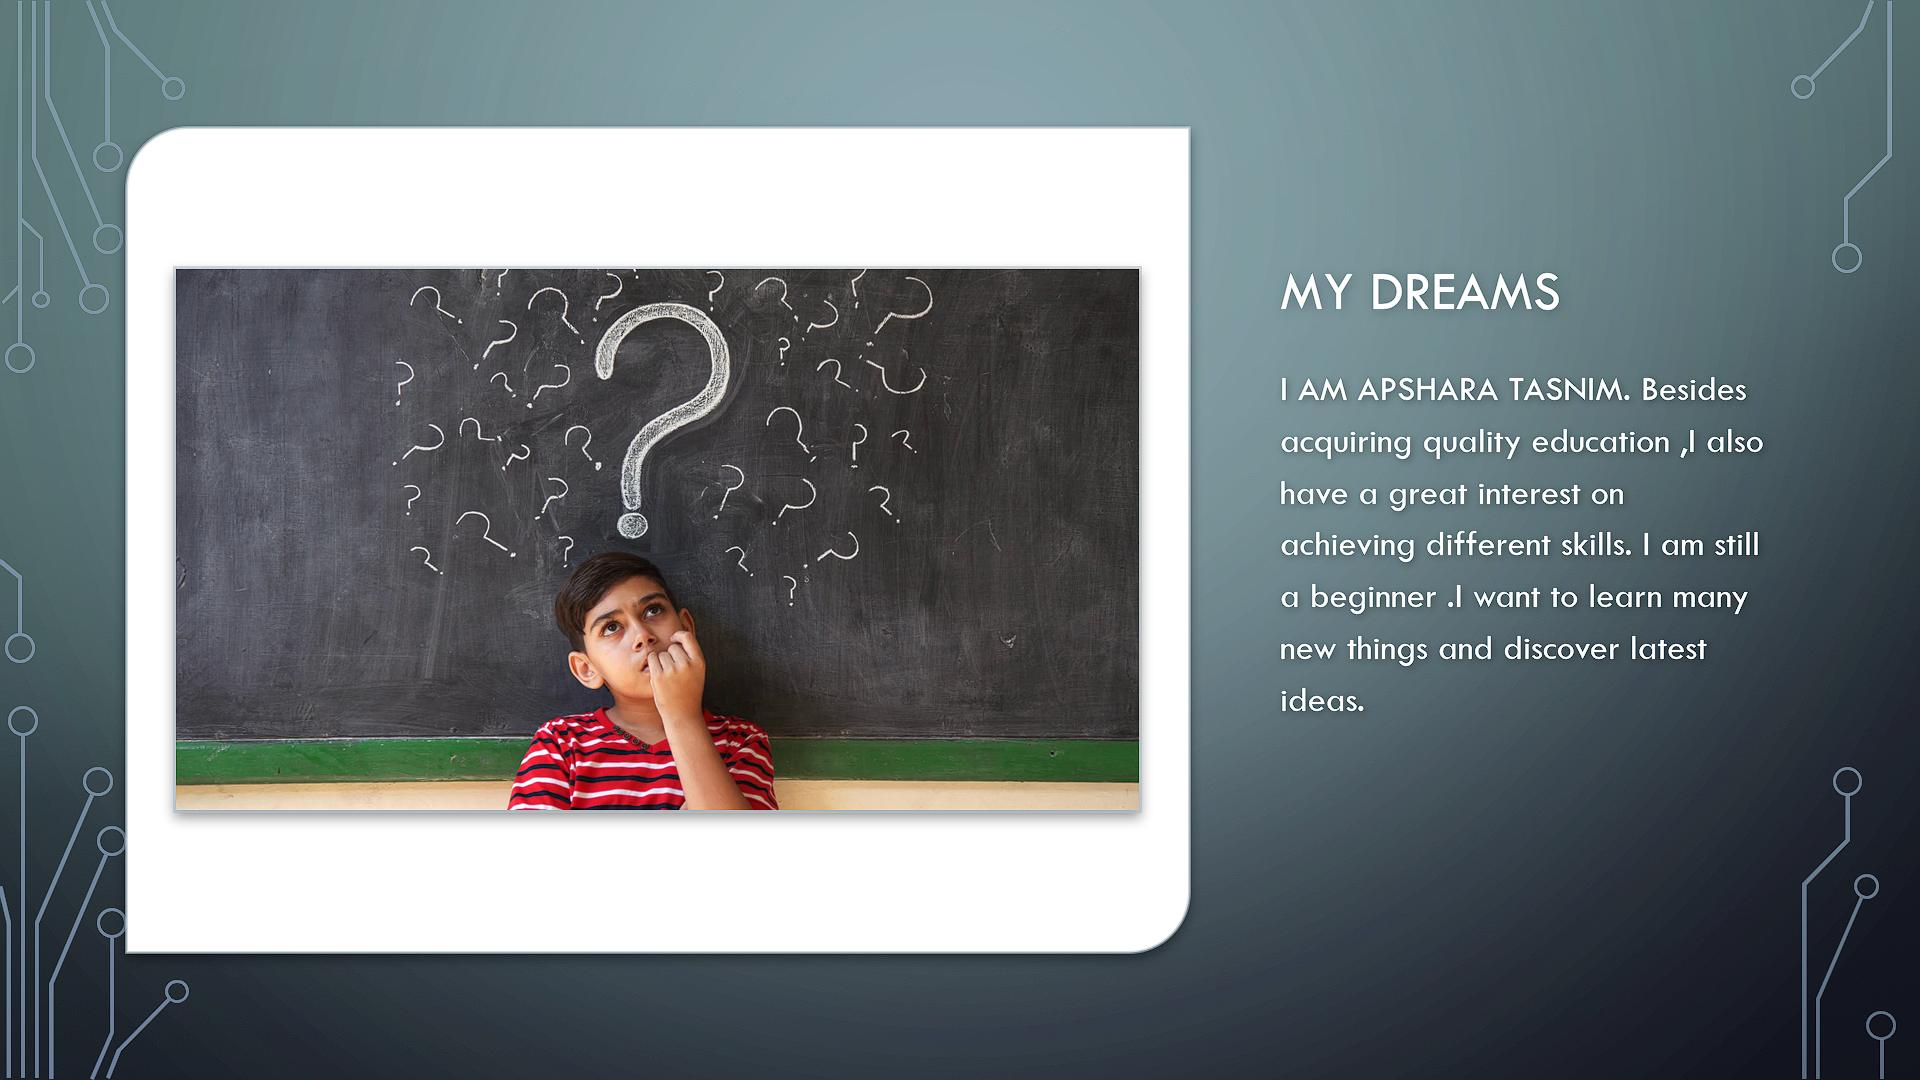 MY DREAMS
I AM APSHARA TASNIM. Besides
acquiring quality education ,I also
have a great interest on
achieving different skills. I am still
a beginner .I want to learn many
new things and discover latest
ideas.